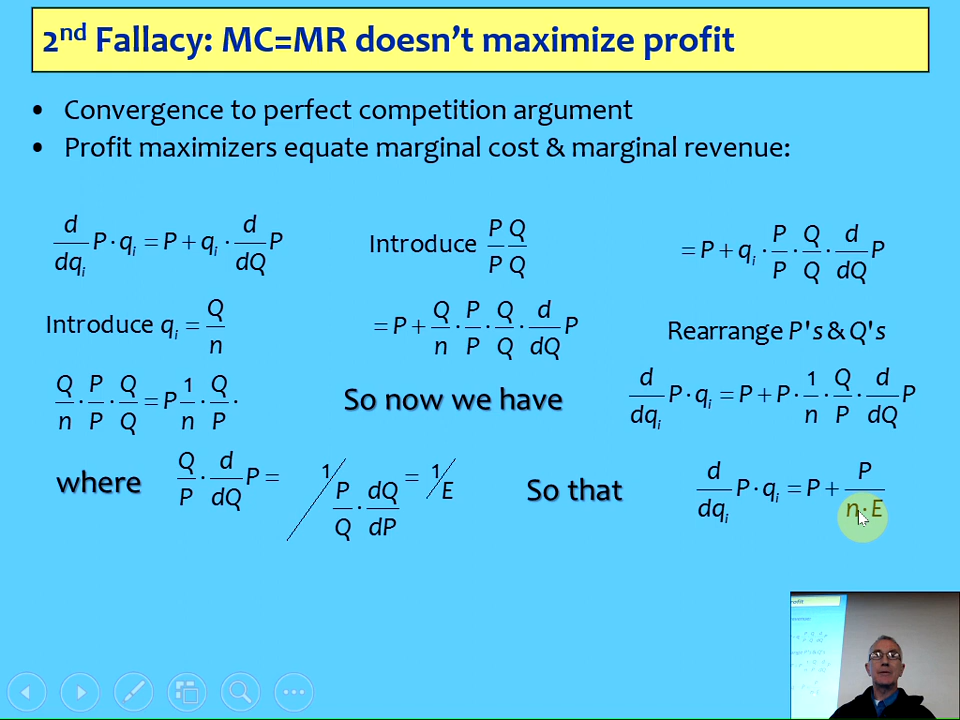 2nd Fallacy: MC=MR doesn't maximize profit
• Convergence to perfect competition argument
• Profit maximizers equate marginal cost & marginal revenue:
d/dq_i P·q_i = P + q_i · d/dQ P
Introduce P/P Q/Q
= P + q_i · P/P · Q/Q · d/dQ P
Introduce q_i = Q/n
= P + Q/n · P/P · Q/Q · d/dQ P
Rearrange P's & Q's
Q/n · P/P · Q/Q = P 1/n · Q/P ·
So now we have
d/dq_i P·q_i = P + P · 1/n · Q/P · d/dQ P
where
Q/P · d/dQ P = 1/(P/Q · dQ/dP) = 1/E
So that
d/dq_i P·q_i = P + P/(n·E)